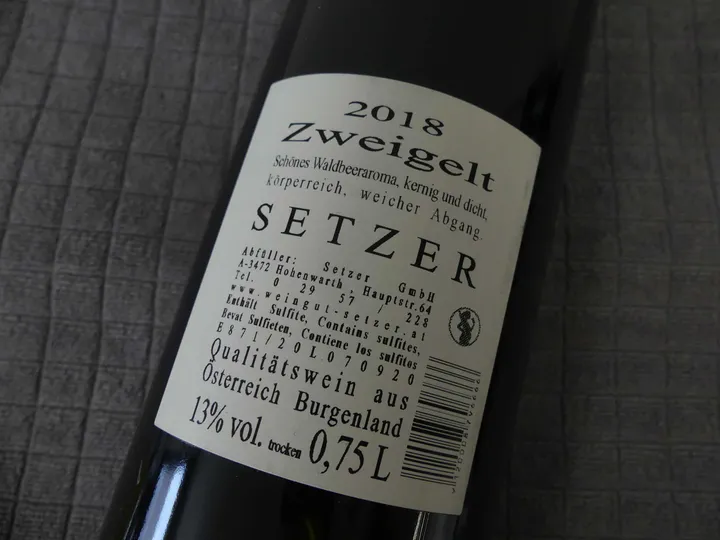 2018
Zweigelt
Schönes Waldbeeraroma, kernig und dicht,
körperreich, weicher Abgang.
SETZER
Abfüller: Setzer GmbH
A-3472 Hohenwarth, Hauptstr.64
Tel. 0 29 57 / 228
www.weingut-setzer.at
Enthält Sulfite, Contains sulfites,
Bevat Sulfieten, Contiene los sulfitos
E871/20L070920
Qualitätswein aus
Österreich Burgenland
13% vol. trocken 0,75 L